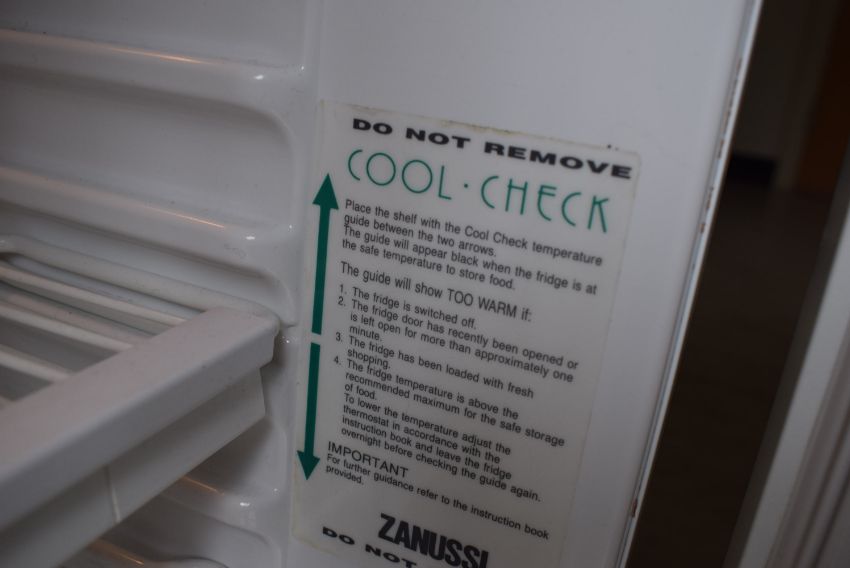 DO NOT REMOVE
COOL·CHECK
Place the shelf with the Cool Check temperature
guide between the two arrows.
The guide will appear black when the fridge is at
the safe temperature to store food.
The guide will show TOO WARM if:
1. The fridge is switched off.
2. The fridge door has recently been opened or
is left open for more than approximately one
minute.
3. The fridge has been loaded with fresh
shopping.
4. The fridge temperature is above the
recommended maximum for the safe storage
of food.
To lower the temperature adjust the
thermostat in accordance with the
instruction book and leave the fridge
overnight before checking the guide again.
IMPORTANT
For further guidance refer to the instruction book
provided.
ZANUSSI
DO NOT